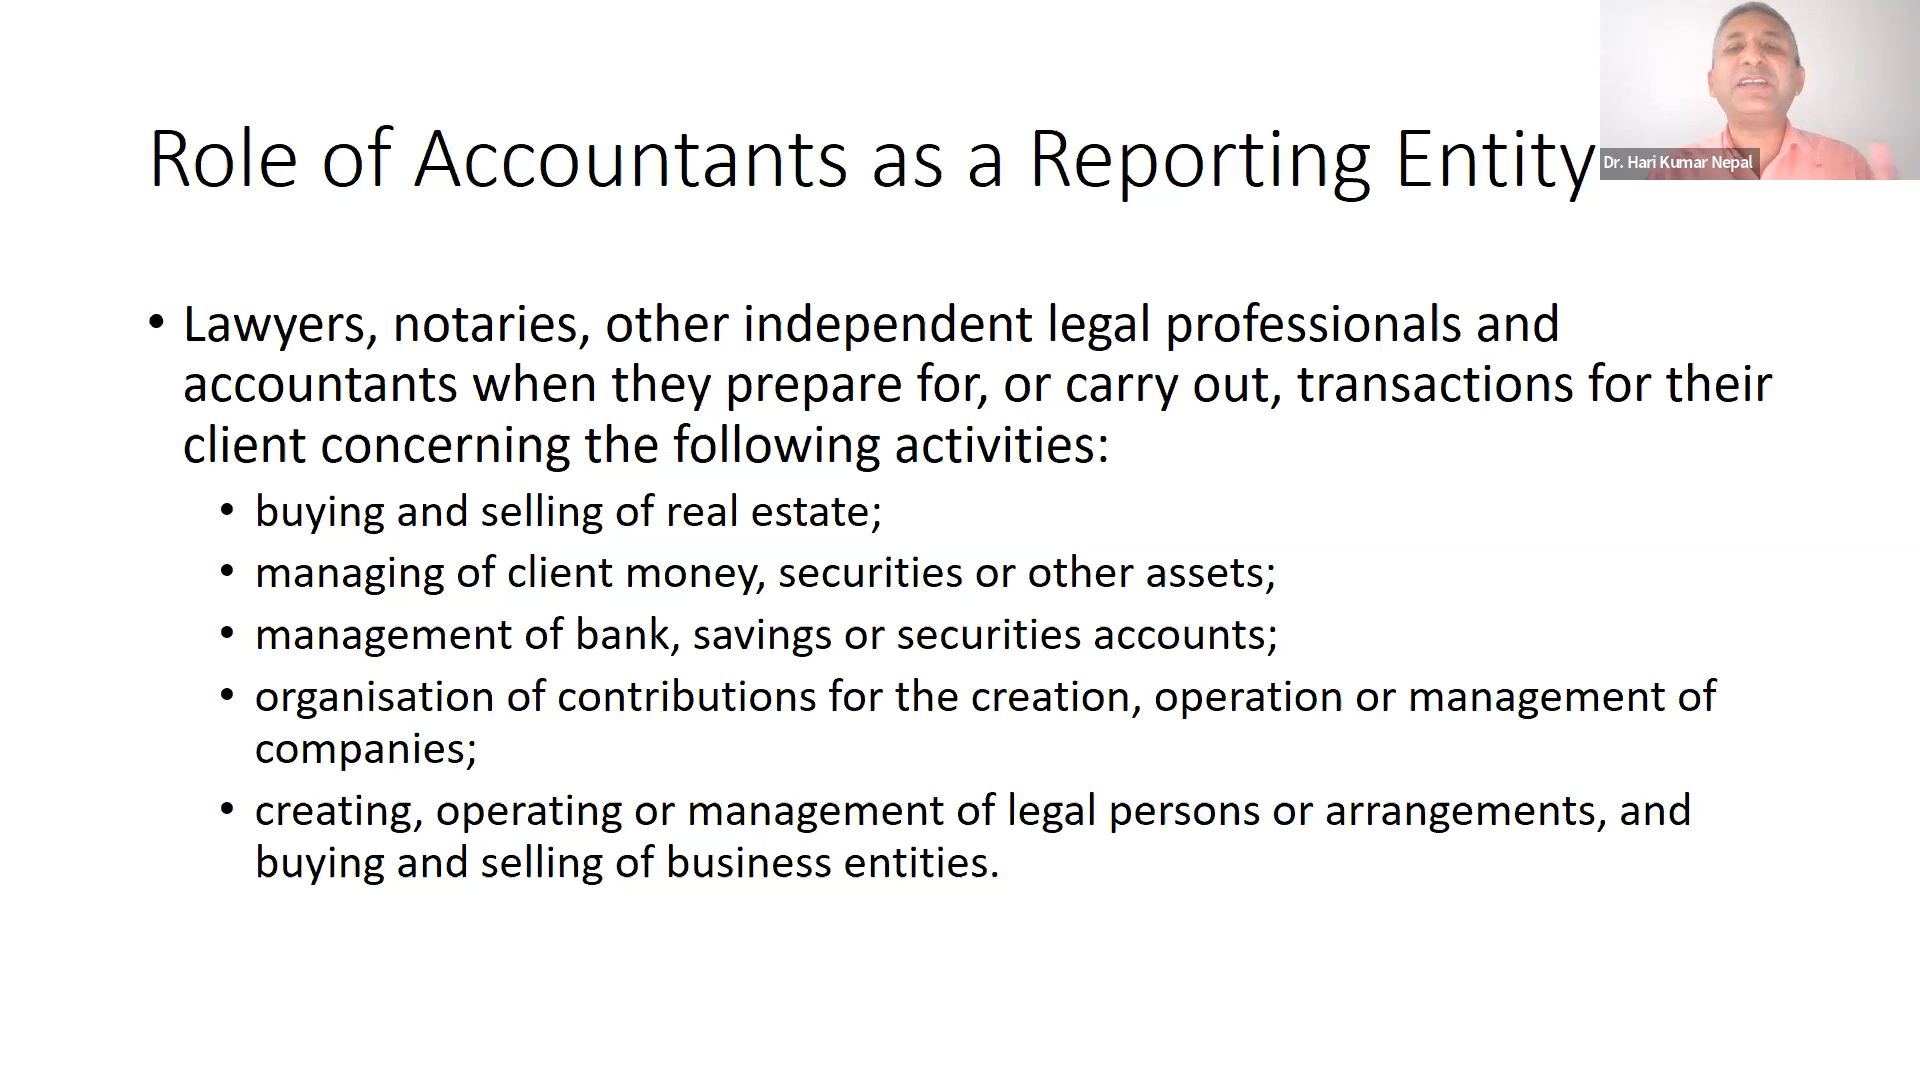 Role of Accountants as a Reporting Entity
Dr. Hari Kumar Nepal
• Lawyers, notaries, other independent legal professionals and
accountants when they prepare for, or carry out, transactions for their
client concerning the following activities:
• buying and selling of real estate;
• managing of client money, securities or other assets;
• management of bank, savings or securities accounts;
• organisation of contributions for the creation, operation or management of
companies;
• creating, operating or management of legal persons or arrangements, and
buying and selling of business entities.